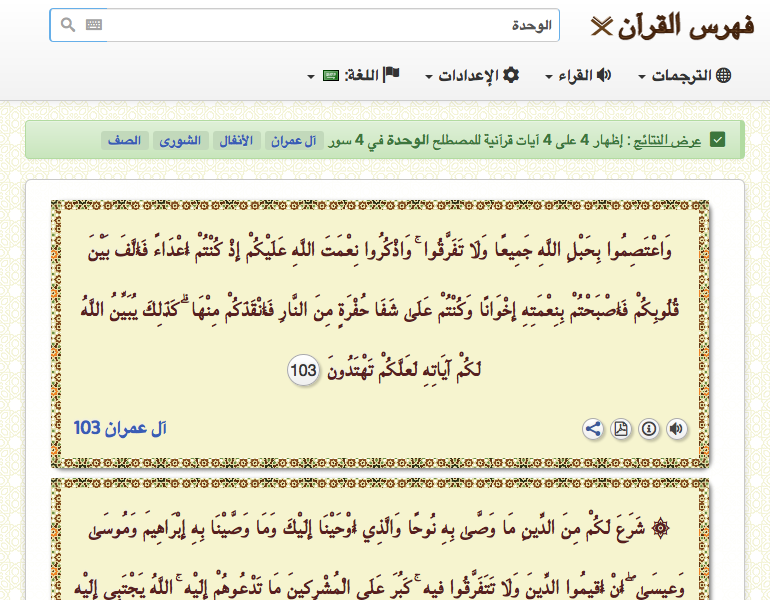 فهرس القرآن
الوحدة
الترجمات
القراء
الإعدادات
اللغة:
عرض النتائج : إظهار 4 على 4 آيات قرآنية للمصطلح الوحدة في 4 سور آل عمران الأنفال الشورى الصف
وَاعْتَصِمُوا بِحَبْلِ اللَّهِ جَمِيعًا وَلَا تَفَرَّقُوا ۚ وَاذْكُرُوا نِعْمَتَ اللَّهِ عَلَيْكُمْ إِذْ كُنْتُمْ أَعْدَاءً فَأَلَّفَ بَيْنَ
قُلُوبِكُمْ فَأَصْبَحْتُمْ بِنِعْمَتِهِ إِخْوَانًا وَكُنْتُمْ عَلَىٰ شَفَا حُفْرَةٍ مِنَ النَّارِ فَأَنْقَذَكُمْ مِنْهَا ۗ كَذَٰلِكَ يُبَيِّنُ اللَّهُ
لَكُمْ آيَاتِهِ لَعَلَّكُمْ تَهْتَدُونَ 103
آل عمران 103
۞ شَرَعَ لَكُمْ مِنَ الدِّينِ مَا وَصَّىٰ بِهِ نُوحًا وَالَّذِي أَوْحَيْنَا إِلَيْكَ وَمَا وَصَّيْنَا بِهِ إِبْرَاهِيمَ وَمُوسَىٰ
وَعِيسَىٰ ۖ أَنْ أَقِيمُوا الدِّينَ وَلَا تَتَفَرَّقُوا فِيهِ ۚ كَبُرَ عَلَى الْمُشْرِكِينَ مَا تَدْعُوهُمْ إِلَيْهِ ۚ اللَّهُ يَجْتَبِي إِلَيْهِ